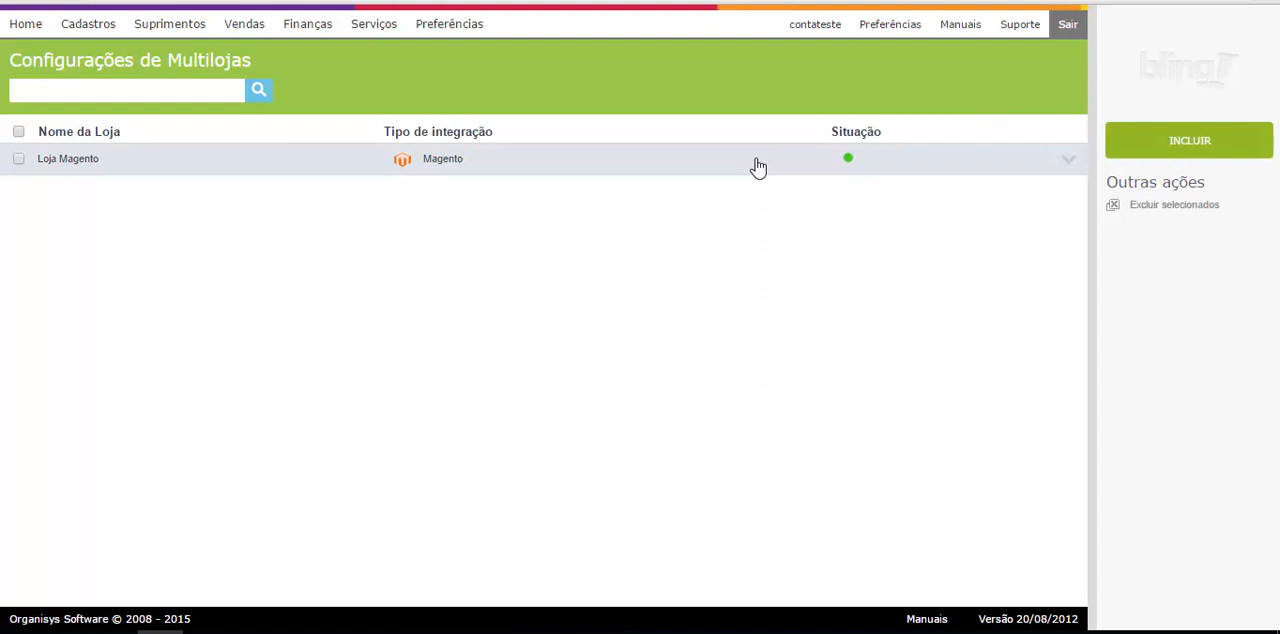 Home Cadastros Suprimentos Vendas Finanças Serviços Preferências contateste Preferências Manuais Suporte Sair
Configurações de Multilojas
bling
Nome da Loja Tipo de integração Situação
Loja Magento Magento
INCLUIR
Outras ações
Excluir selecionados
Organisys Software © 2008 - 2015 Manuais Versão 20/08/2012